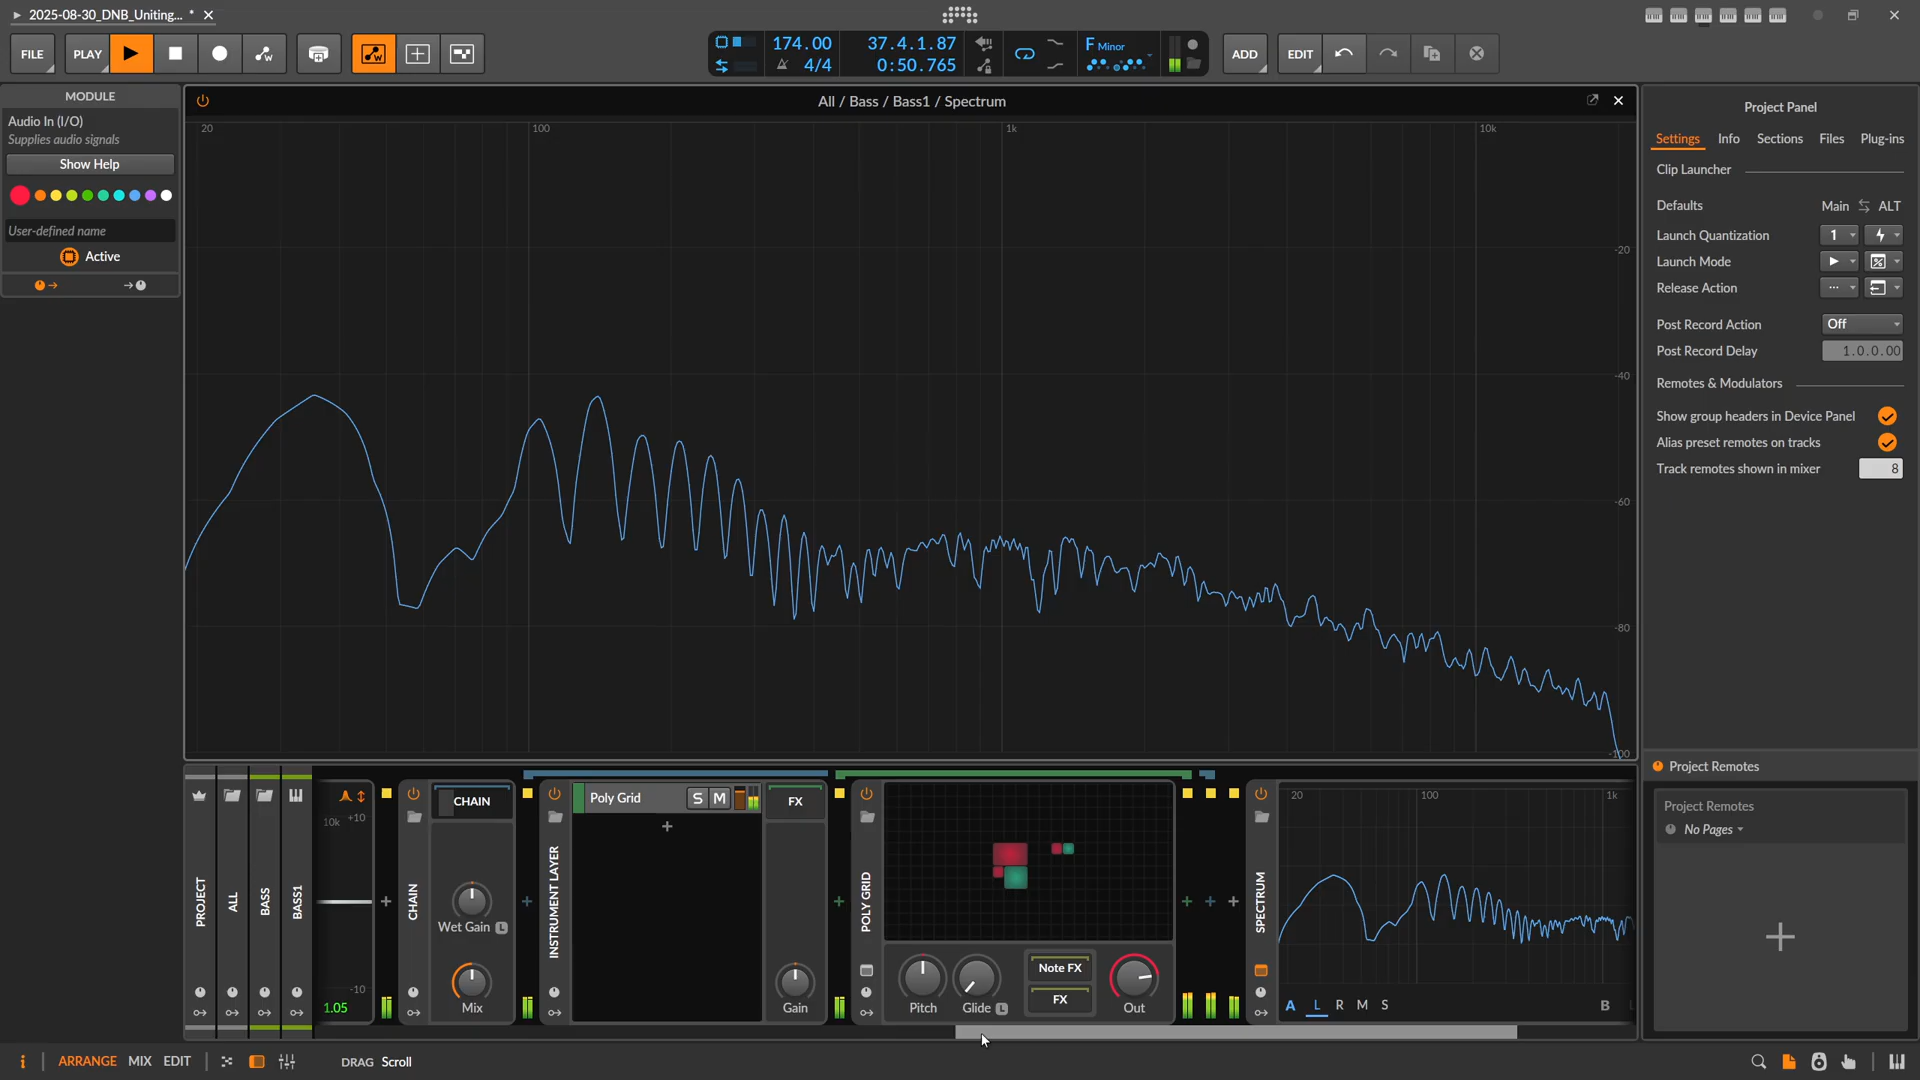 2025-08-30_DNB_Uniting... *
FILE
PLAY
174.00
4/4
37.4.1.87
0:50.765
F Minor
ADD
EDIT
MODULE
Audio In (I/O)
Supplies audio signals
Show Help
User-defined name
Active
All / Bass / Bass1 / Spectrum
20
100
1k
10k
-20
-40
-60
-80
-100
Project Panel
Settings Info Sections Files Plug-ins
Clip Launcher
Defaults Main ALT
Launch Quantization 1
Launch Mode
Release Action ...
Post Record Action Off
Post Record Delay 1.0.0.00
Remotes & Modulators
Show group headers in Device Panel
Alias preset remotes on tracks
Track remotes shown in mixer 8
Project Remotes
Project Remotes
No Pages
PROJECT
ALL
BASS
BASS1
10k
+10
-10
1.05
CHAIN
CHAIN
Wet Gain L
Mix
INSTRUMENT LAYER
Poly Grid S M
FX
Gain
POLY GRID
Pitch
Glide L
Note FX
FX
Out
SPECTRUM
20
100
1k
A L R M S
B
ARRANGE MIX EDIT
DRAG Scroll